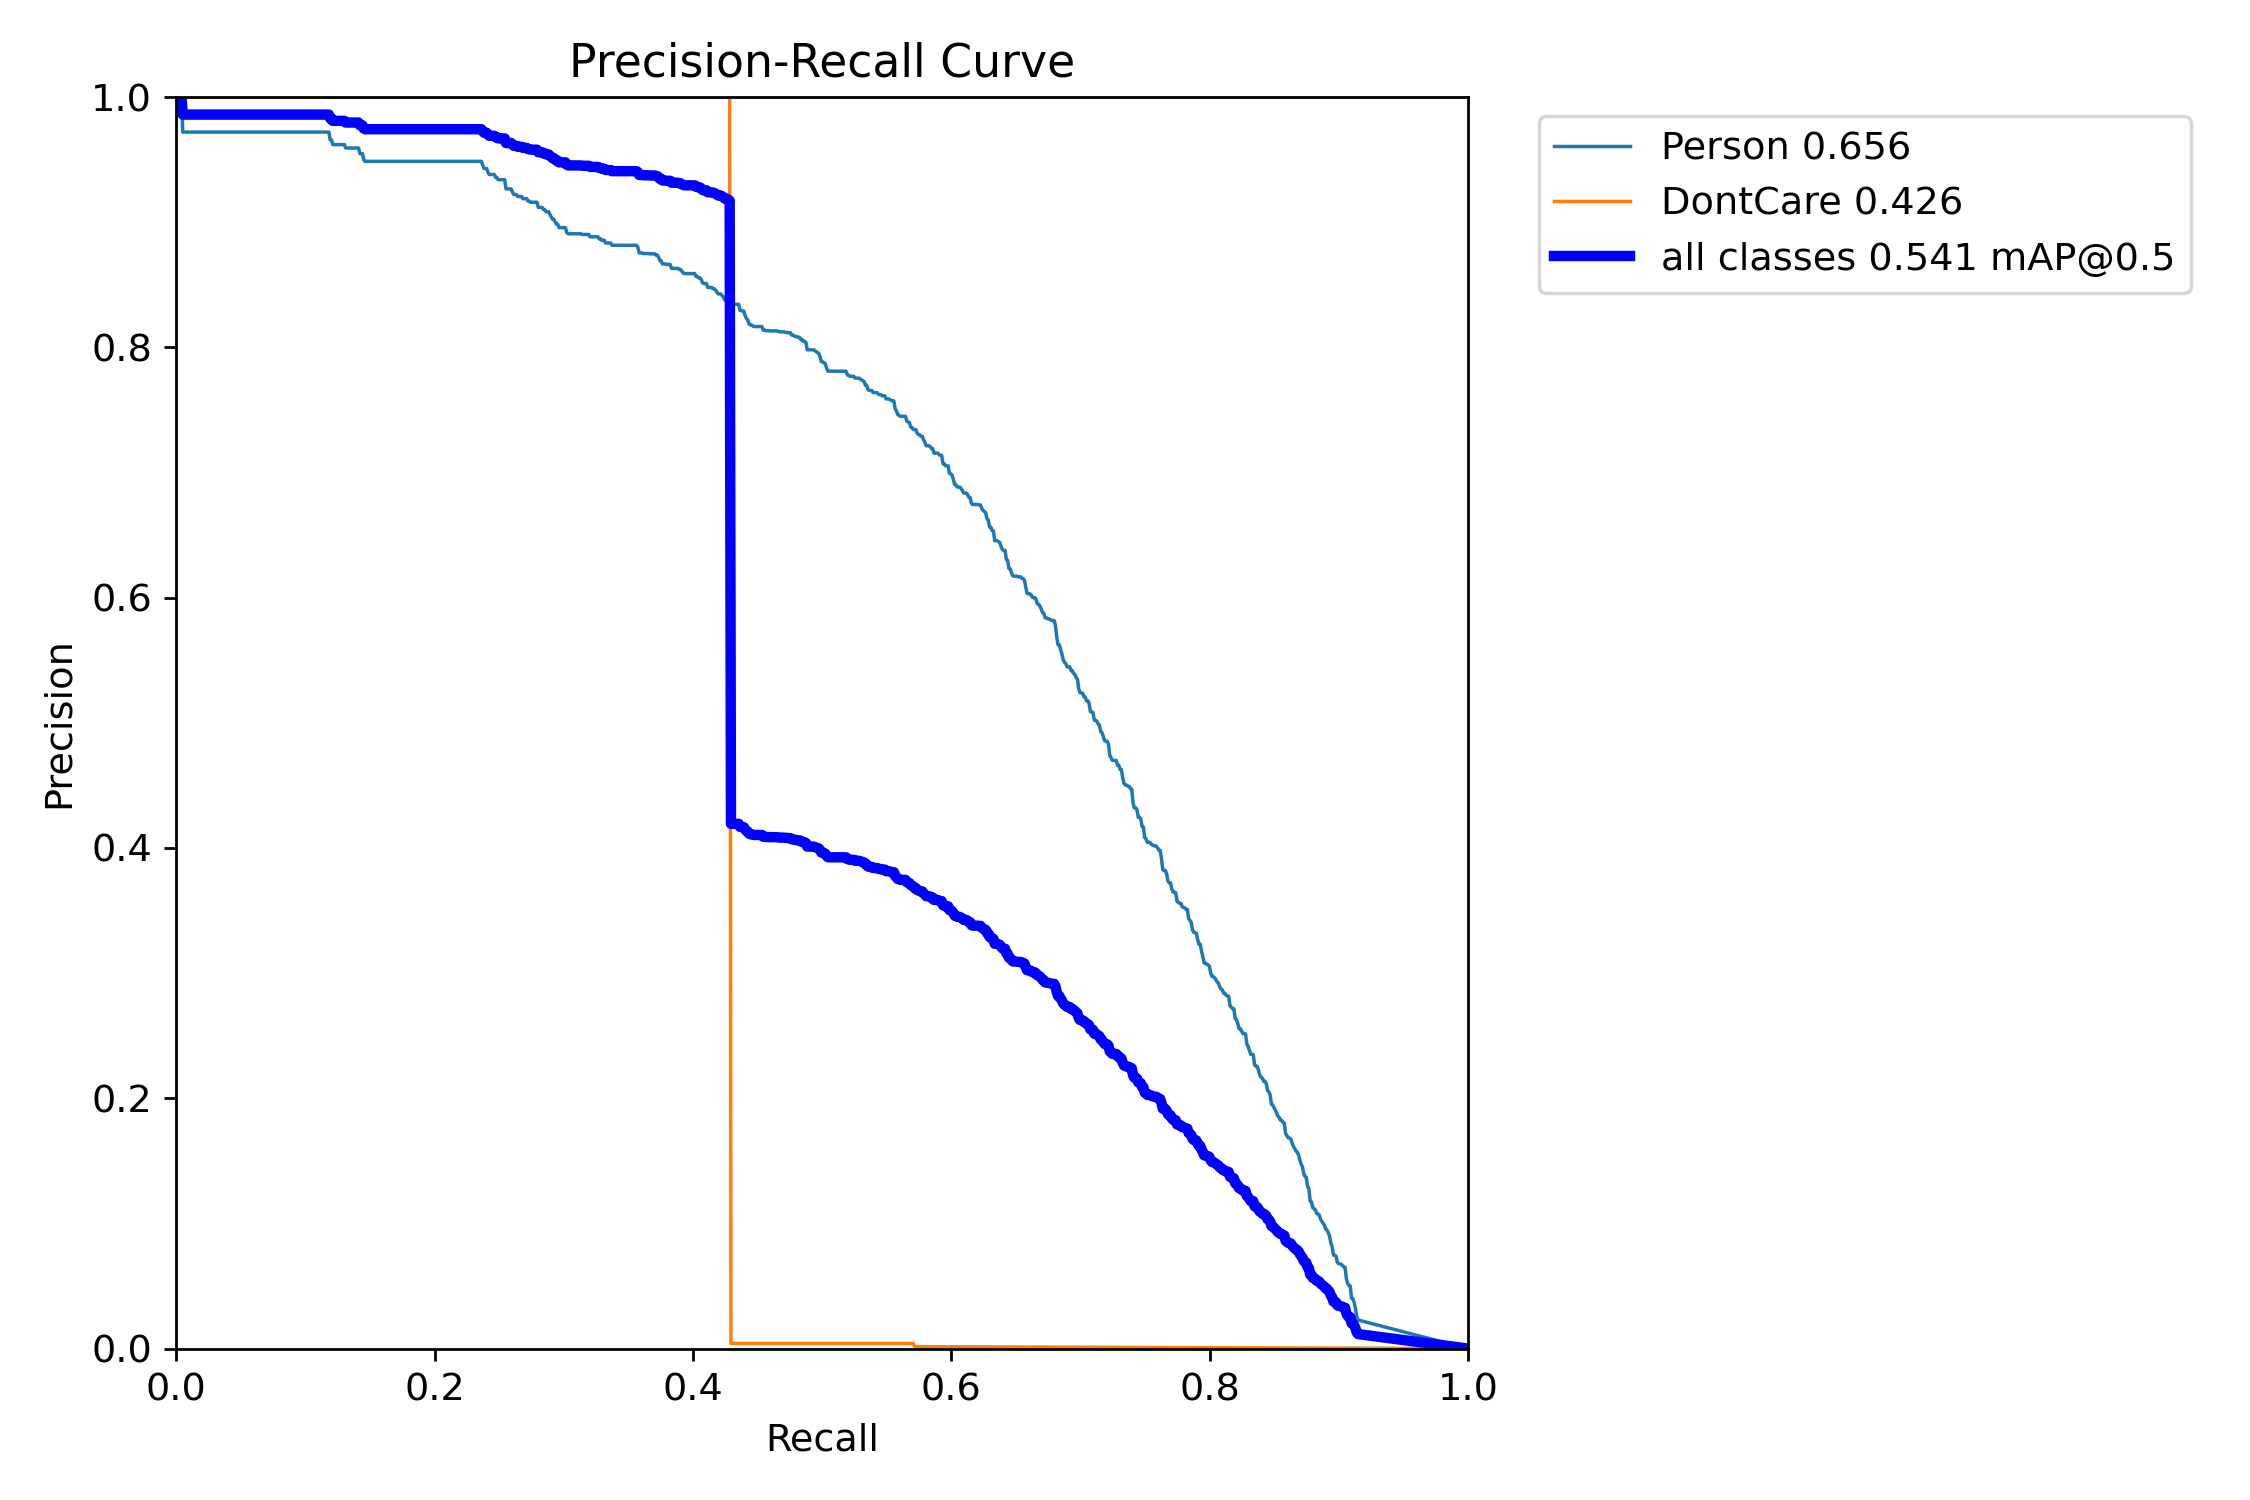 Precision-Recall Curve
1.0
0.8
0.6
0.4
0.2
0.0
Precision
0.0 0.2 0.4 0.6 0.8 1.0
Recall
Person 0.656
DontCare 0.426
all classes 0.541 mAP@0.5